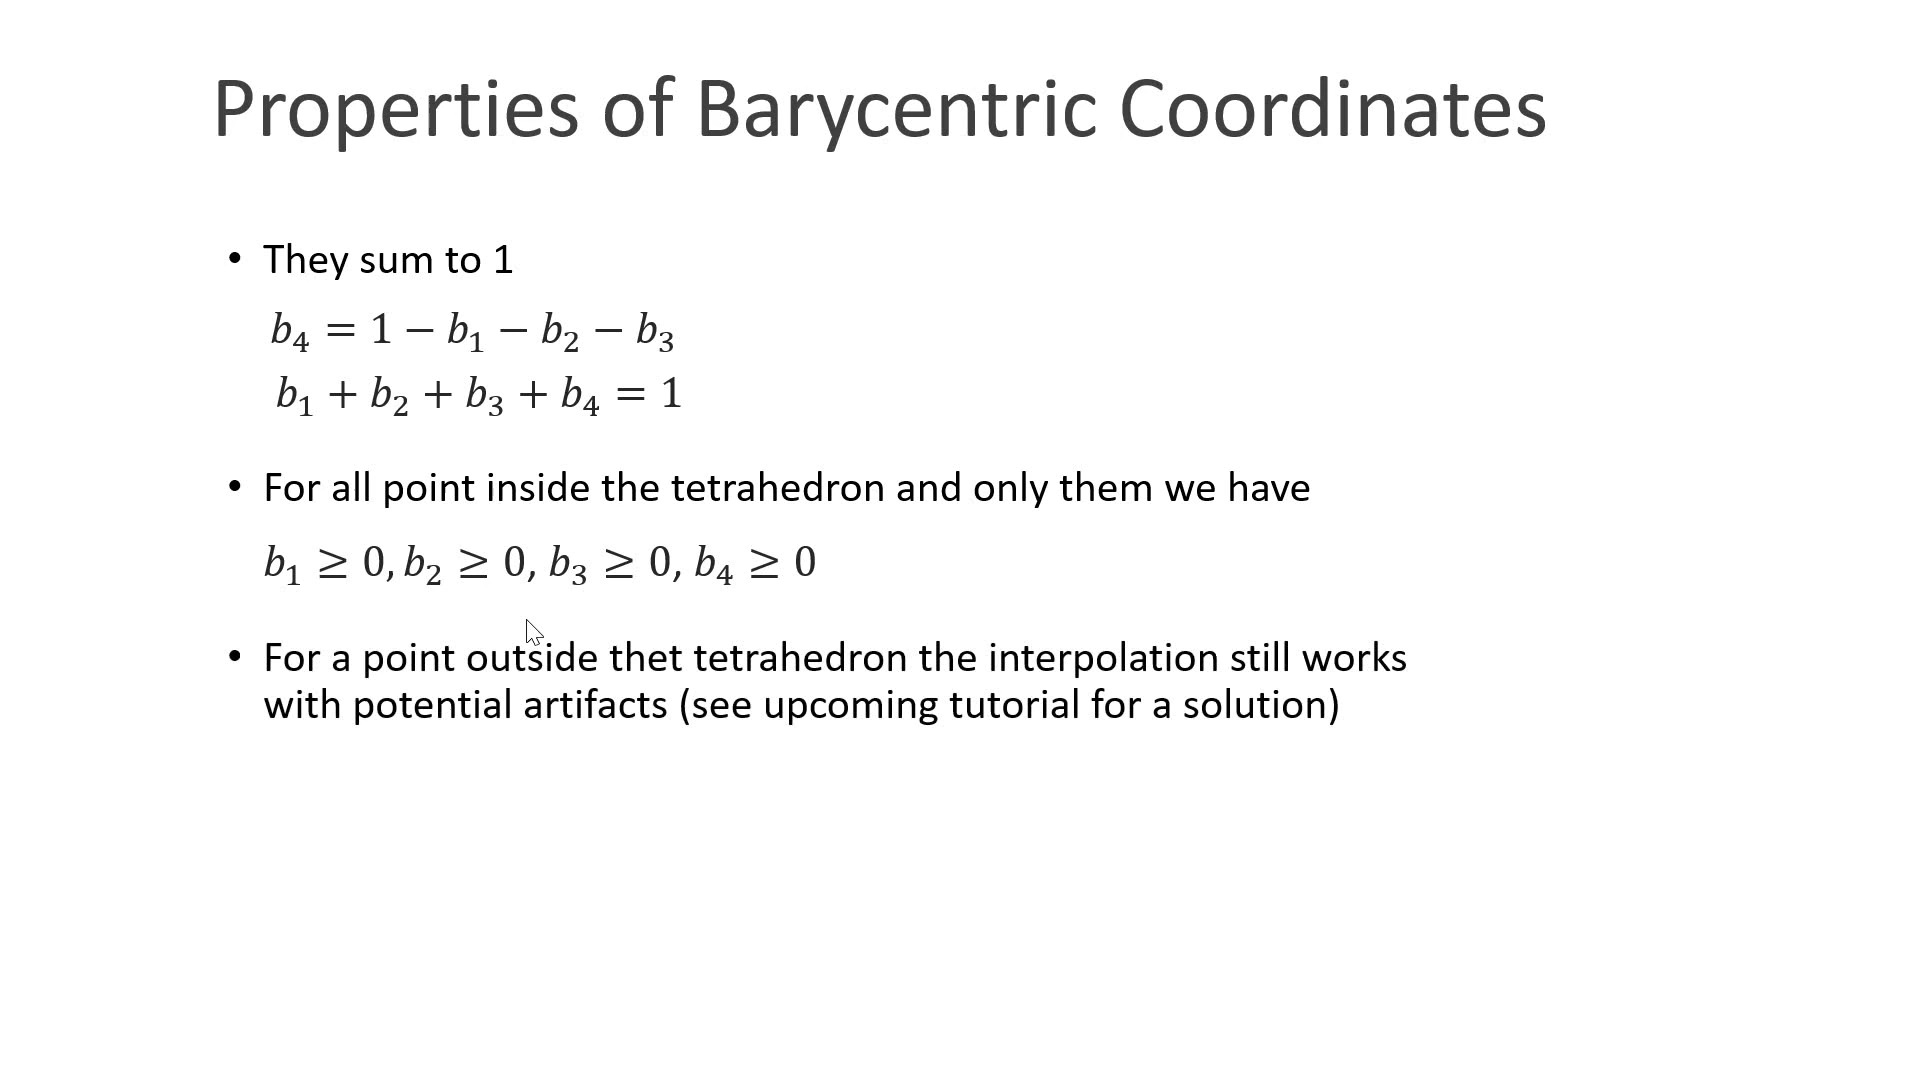 Properties of Barycentric Coordinates
• They sum to 1
b₄ = 1 − b₁ − b₂ − b₃
b₁ + b₂ + b₃ + b₄ = 1
• For all point inside the tetrahedron and only them we have
b₁ ≥ 0, b₂ ≥ 0, b₃ ≥ 0, b₄ ≥ 0
• For a point outside thet tetrahedron the interpolation still works
with potential artifacts (see upcoming tutorial for a solution)